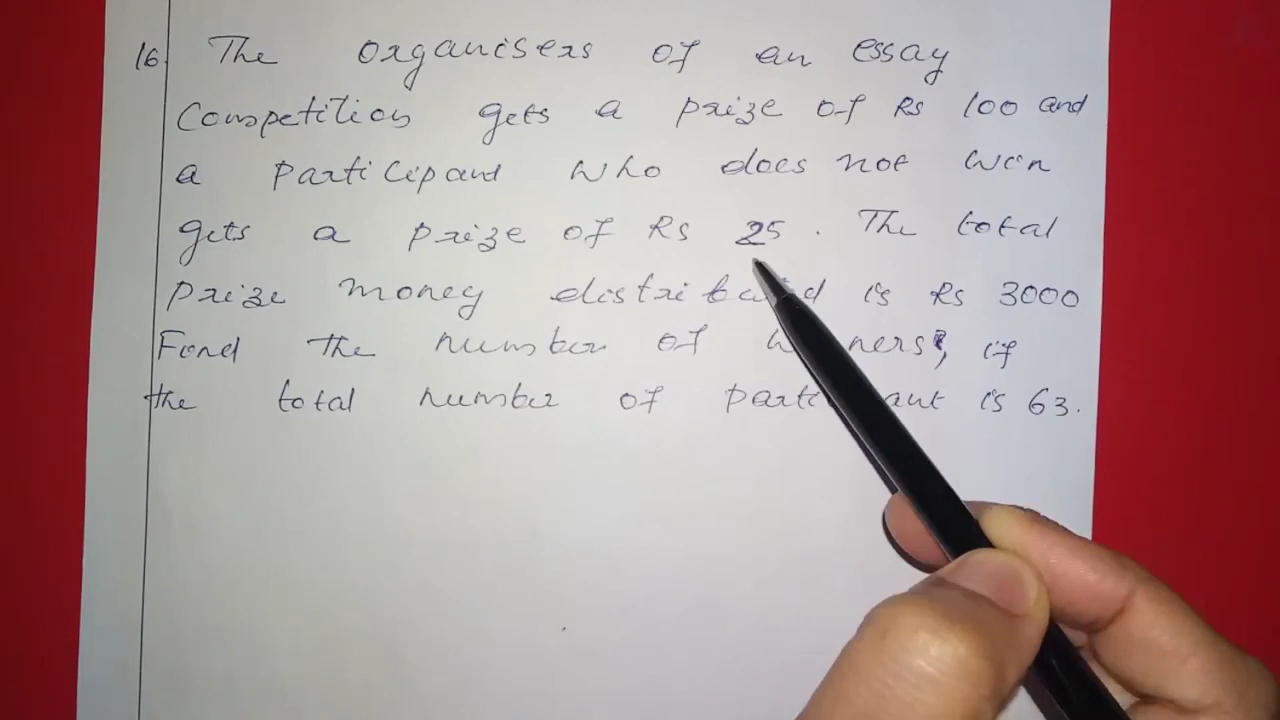 16. The organisers of an essay
Competition gets a prize of Rs 100 and
a participant who does not win
gets a prize of Rs 25. The total
prize money distributed is Rs 3000
Find the number of winners, if
the total number of participant is 63.